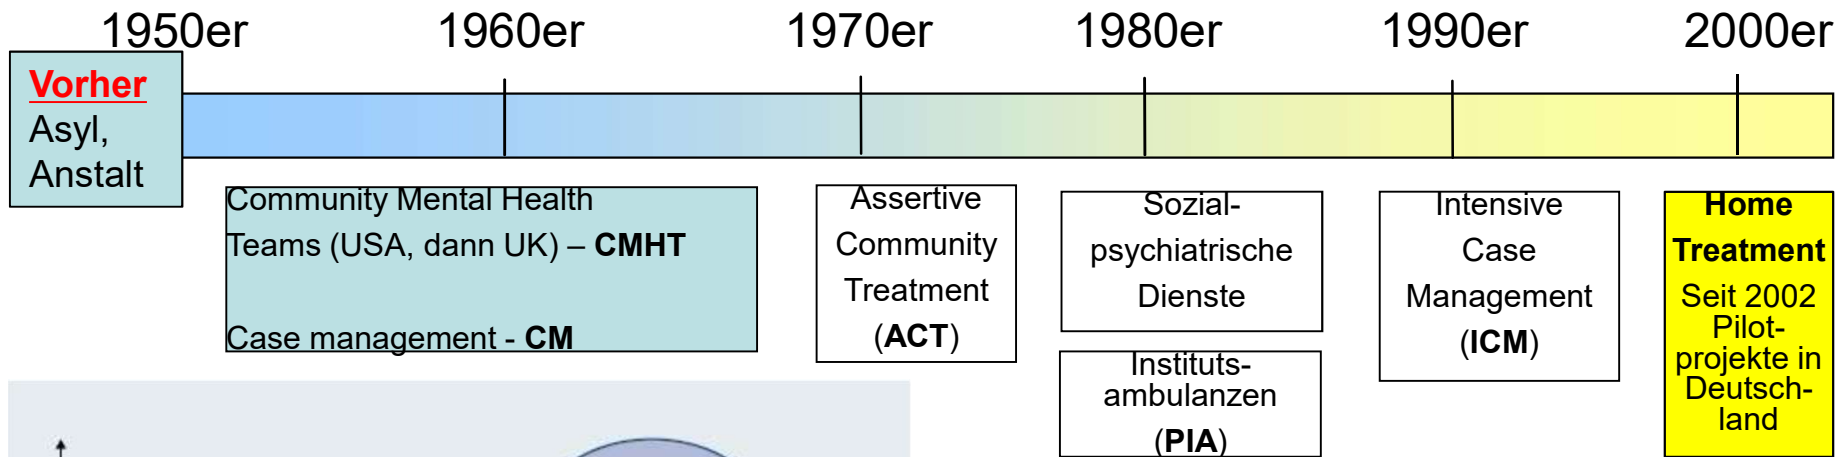 1950er 1960er 1970er 1980er 1990er 2000er
Vorher
Asyl,
Anstalt
Community Mental Health
Teams (USA, dann UK) – CMHT
Case management - CM
Assertive
Community
Treatment
(ACT)
Sozial-
psychiatrische
Dienste
Instituts-
ambulanzen
(PIA)
Intensive
Case
Management
(ICM)
Home
Treatment
Seit 2002
Pilot-
projekte in
Deutsch-
land